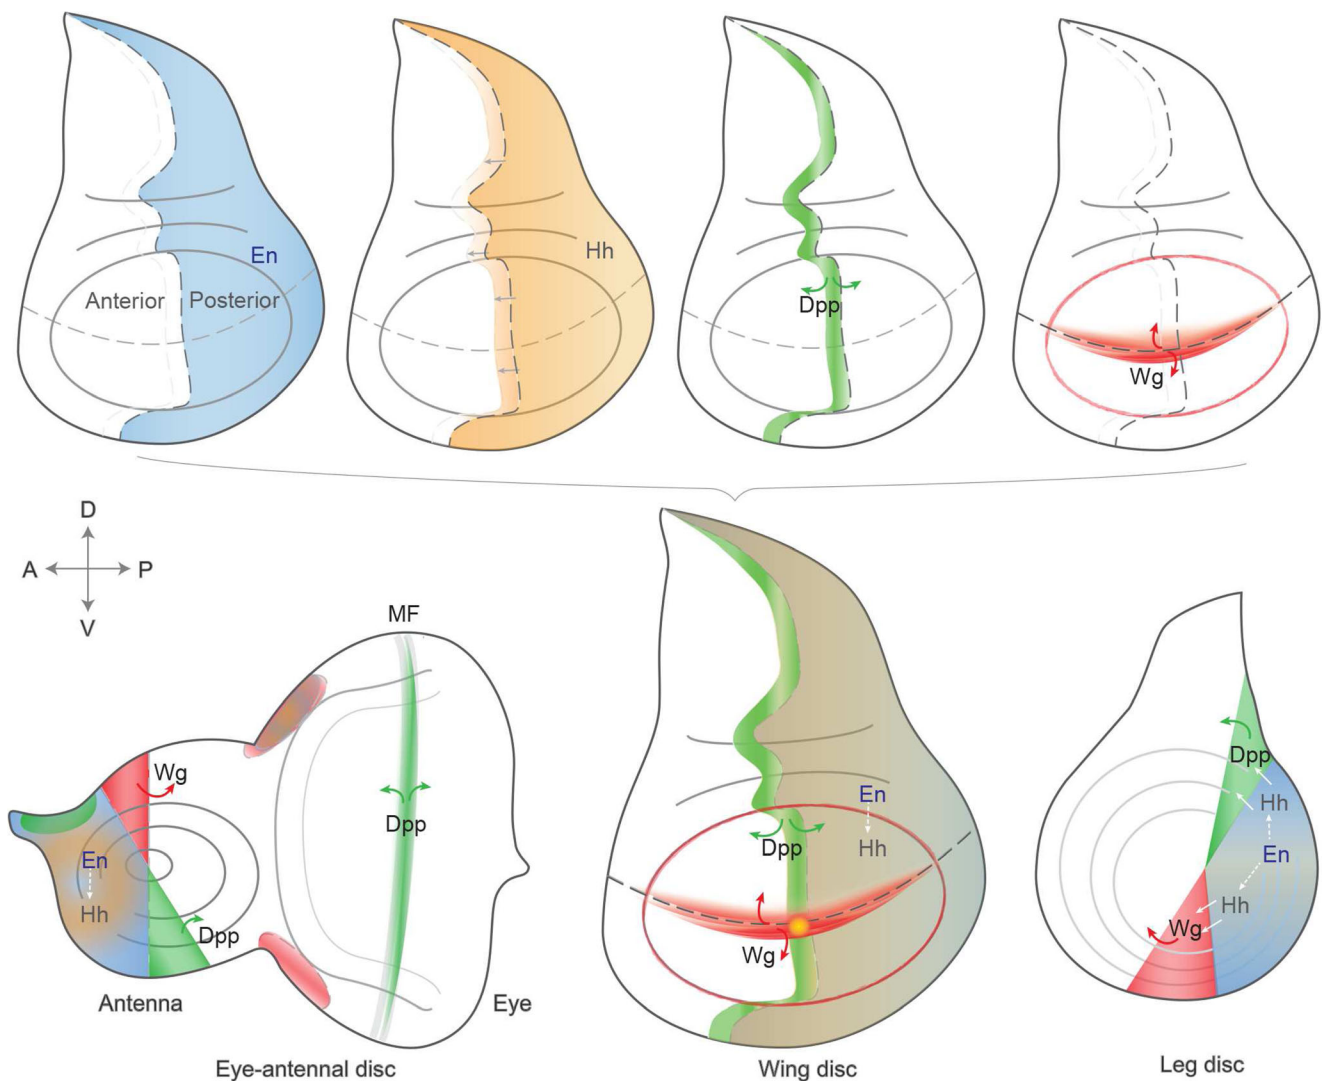 En
Anterior
Posterior
Hh
Dpp
Wg
D
A
P
V
MF
Wg
En
Hh
Dpp
Dpp
Antenna
Eye
Eye-antennal disc
En
Dpp
Hh
Wg
Wing disc
Dpp
Hh
En
Hh
Wg
Leg disc